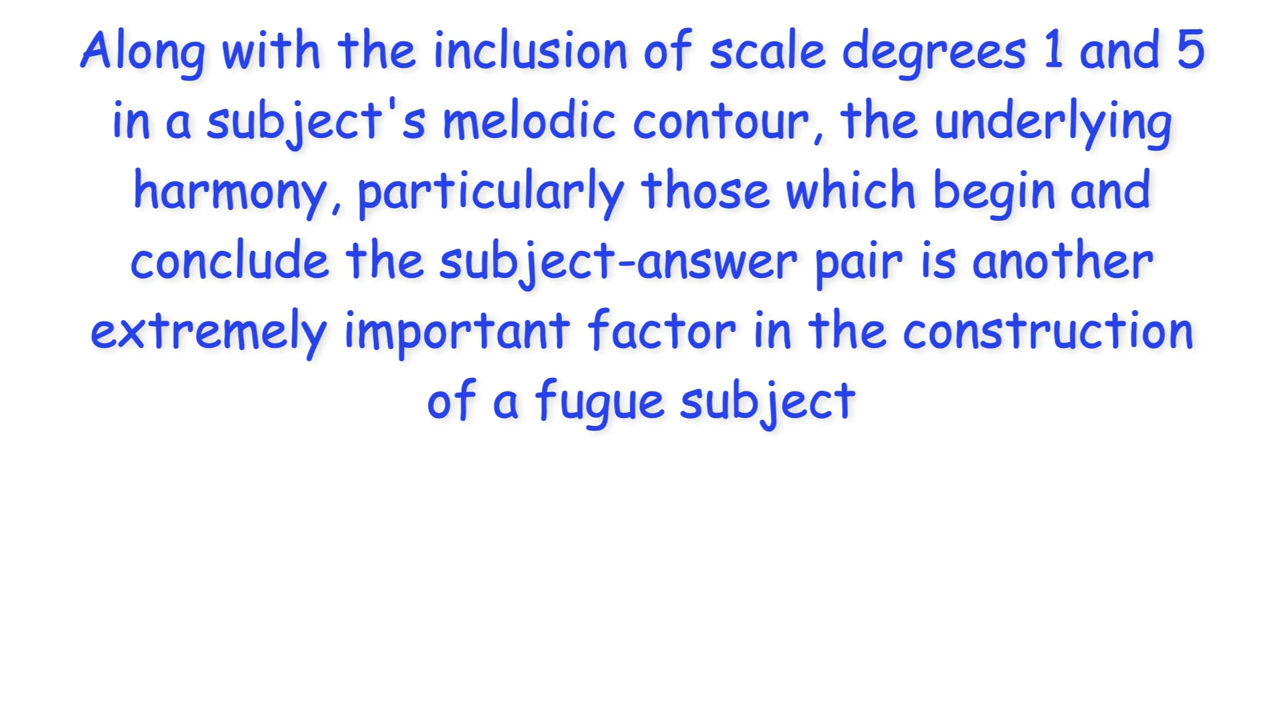 Along with the inclusion of scale degrees 1 and 5
in a subject's melodic contour, the underlying
harmony, particularly those which begin and
conclude the subject-answer pair is another
extremely important factor in the construction
of a fugue subject